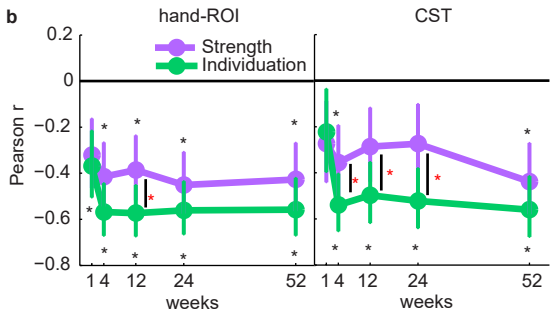 b
hand-ROI
CST
Strength
Individuation
Pearson r
0.2
0
−0.2
−0.4
−0.6
−0.8
* * * *
* * * * *
*
* *
* * * *
* * *
1 4 12 24 52
weeks
1 4 12 24 52
weeks